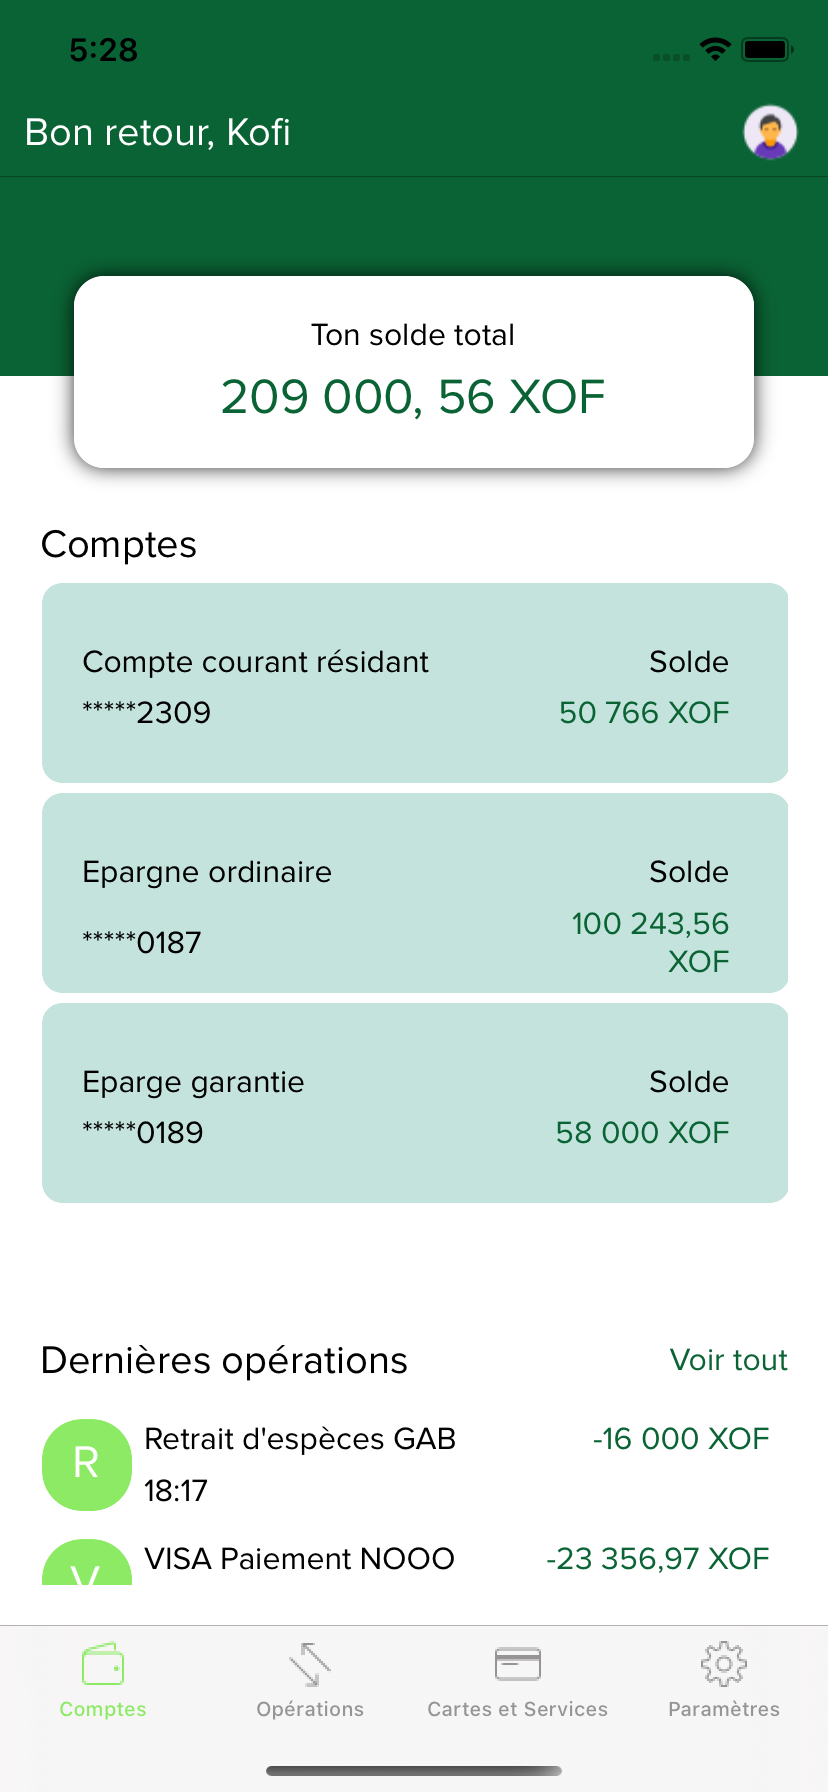 5:28
Bon retour, Kofi
Ton solde total
209 000, 56 XOF
Comptes
Compte courant résidant Solde
*****2309 50 766 XOF
Epargne ordinaire Solde
*****0187 100 243,56
XOF
Eparge garantie Solde
*****0189 58 000 XOF
Dernières opérations Voir tout
R Retrait d'espèces GAB -16 000 XOF
18:17
V VISA Paiement NOOO -23 356,97 XOF
Comptes Opérations Cartes et Services Paramètres